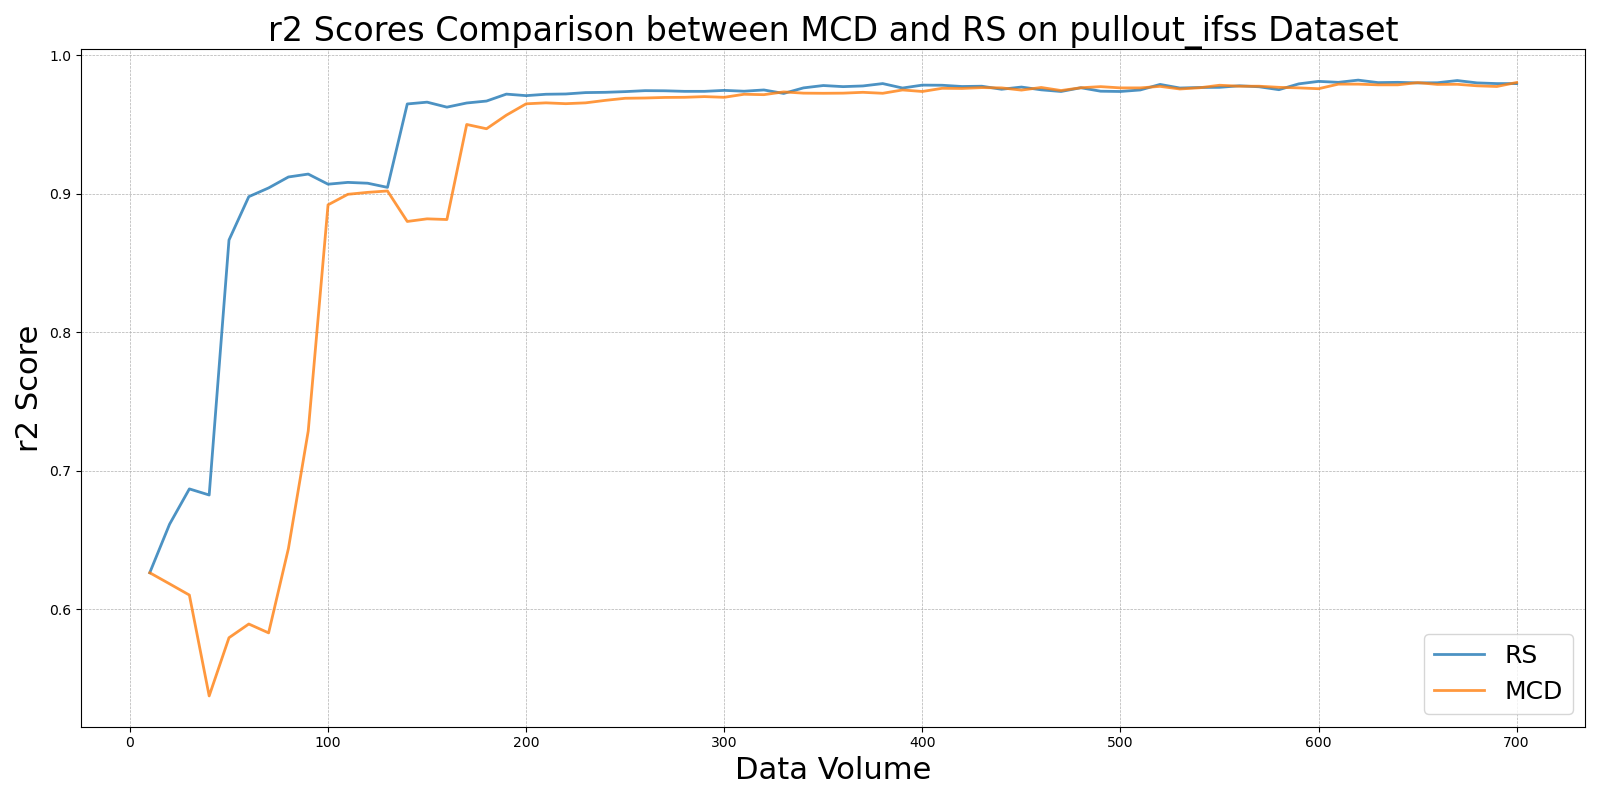 r2 Scores Comparison between MCD and RS on pullout_ifss Dataset
1.0
0.9
0.8
0.7
0.6
r2 Score
0
100
200
300
400
500
600
700
Data Volume
RS
MCD